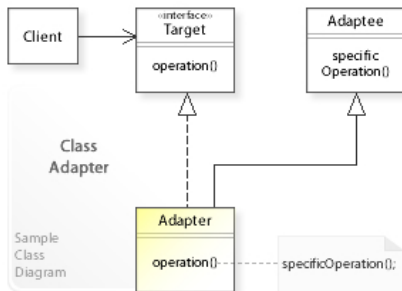 Client
«interface»
Target
operation()
Adaptee
specific
Operation()
Class
Adapter
Adapter
operation()
specificOperation();
Sample
Class
Diagram